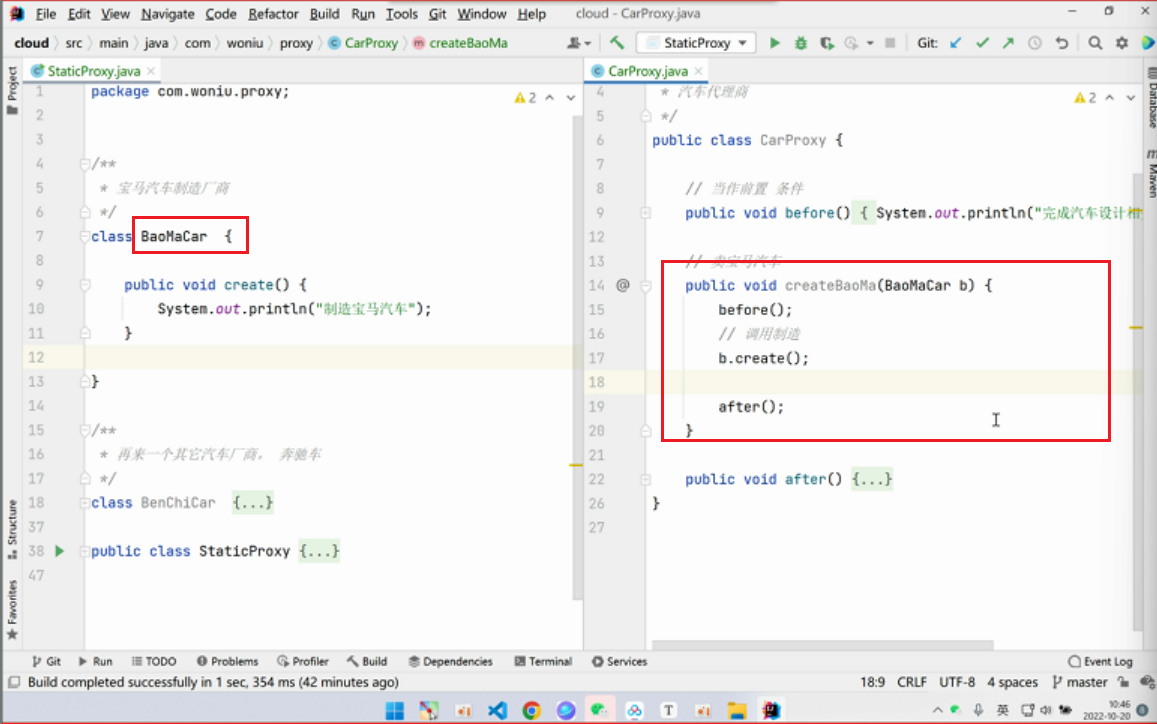 File Edit View Navigate Code Refactor Build Run Tools Git Window Help cloud - CarProxy.java
cloud src main java com woniu proxy CarProxy createBaoMa StaticProxy Git:
StaticProxy.java
CarProxy.java
Project
Structure
Favorites
1 package com.woniu.proxy;
2
2
3
4 /**
5 * 宝马汽车制造厂商
6 */
7 class BaoMaCar {
8
9 public void create() {
10 System.out.println("制造宝马汽车");
11 }
12
13 }
14
15 /**
16 * 再来一个其它汽车厂商。 奔驰车
17 */
18 class BenChiCar {...}
37
38 public class StaticProxy {...}
47
4 * 汽车代理商
2
5 */
6 public class CarProxy {
7
8 // 当作前置 条件
9 public void before() { System.out.println("完成汽车设计相
12
13 // 卖宝马汽车
14 @ public void createBaoMa(BaoMaCar b) {
15 before();
16 // 调用制造
17 b.create();
18
19 after();
20 }
21
22 public void after() {...}
26 }
27
Database
Maven
Git Run TODO Problems Profiler Build Dependencies Terminal Services Event Log
Build completed successfully in 1 sec, 354 ms (42 minutes ago) 18:9 CRLF UTF-8 4 spaces master
英
10:46
2022-10-20